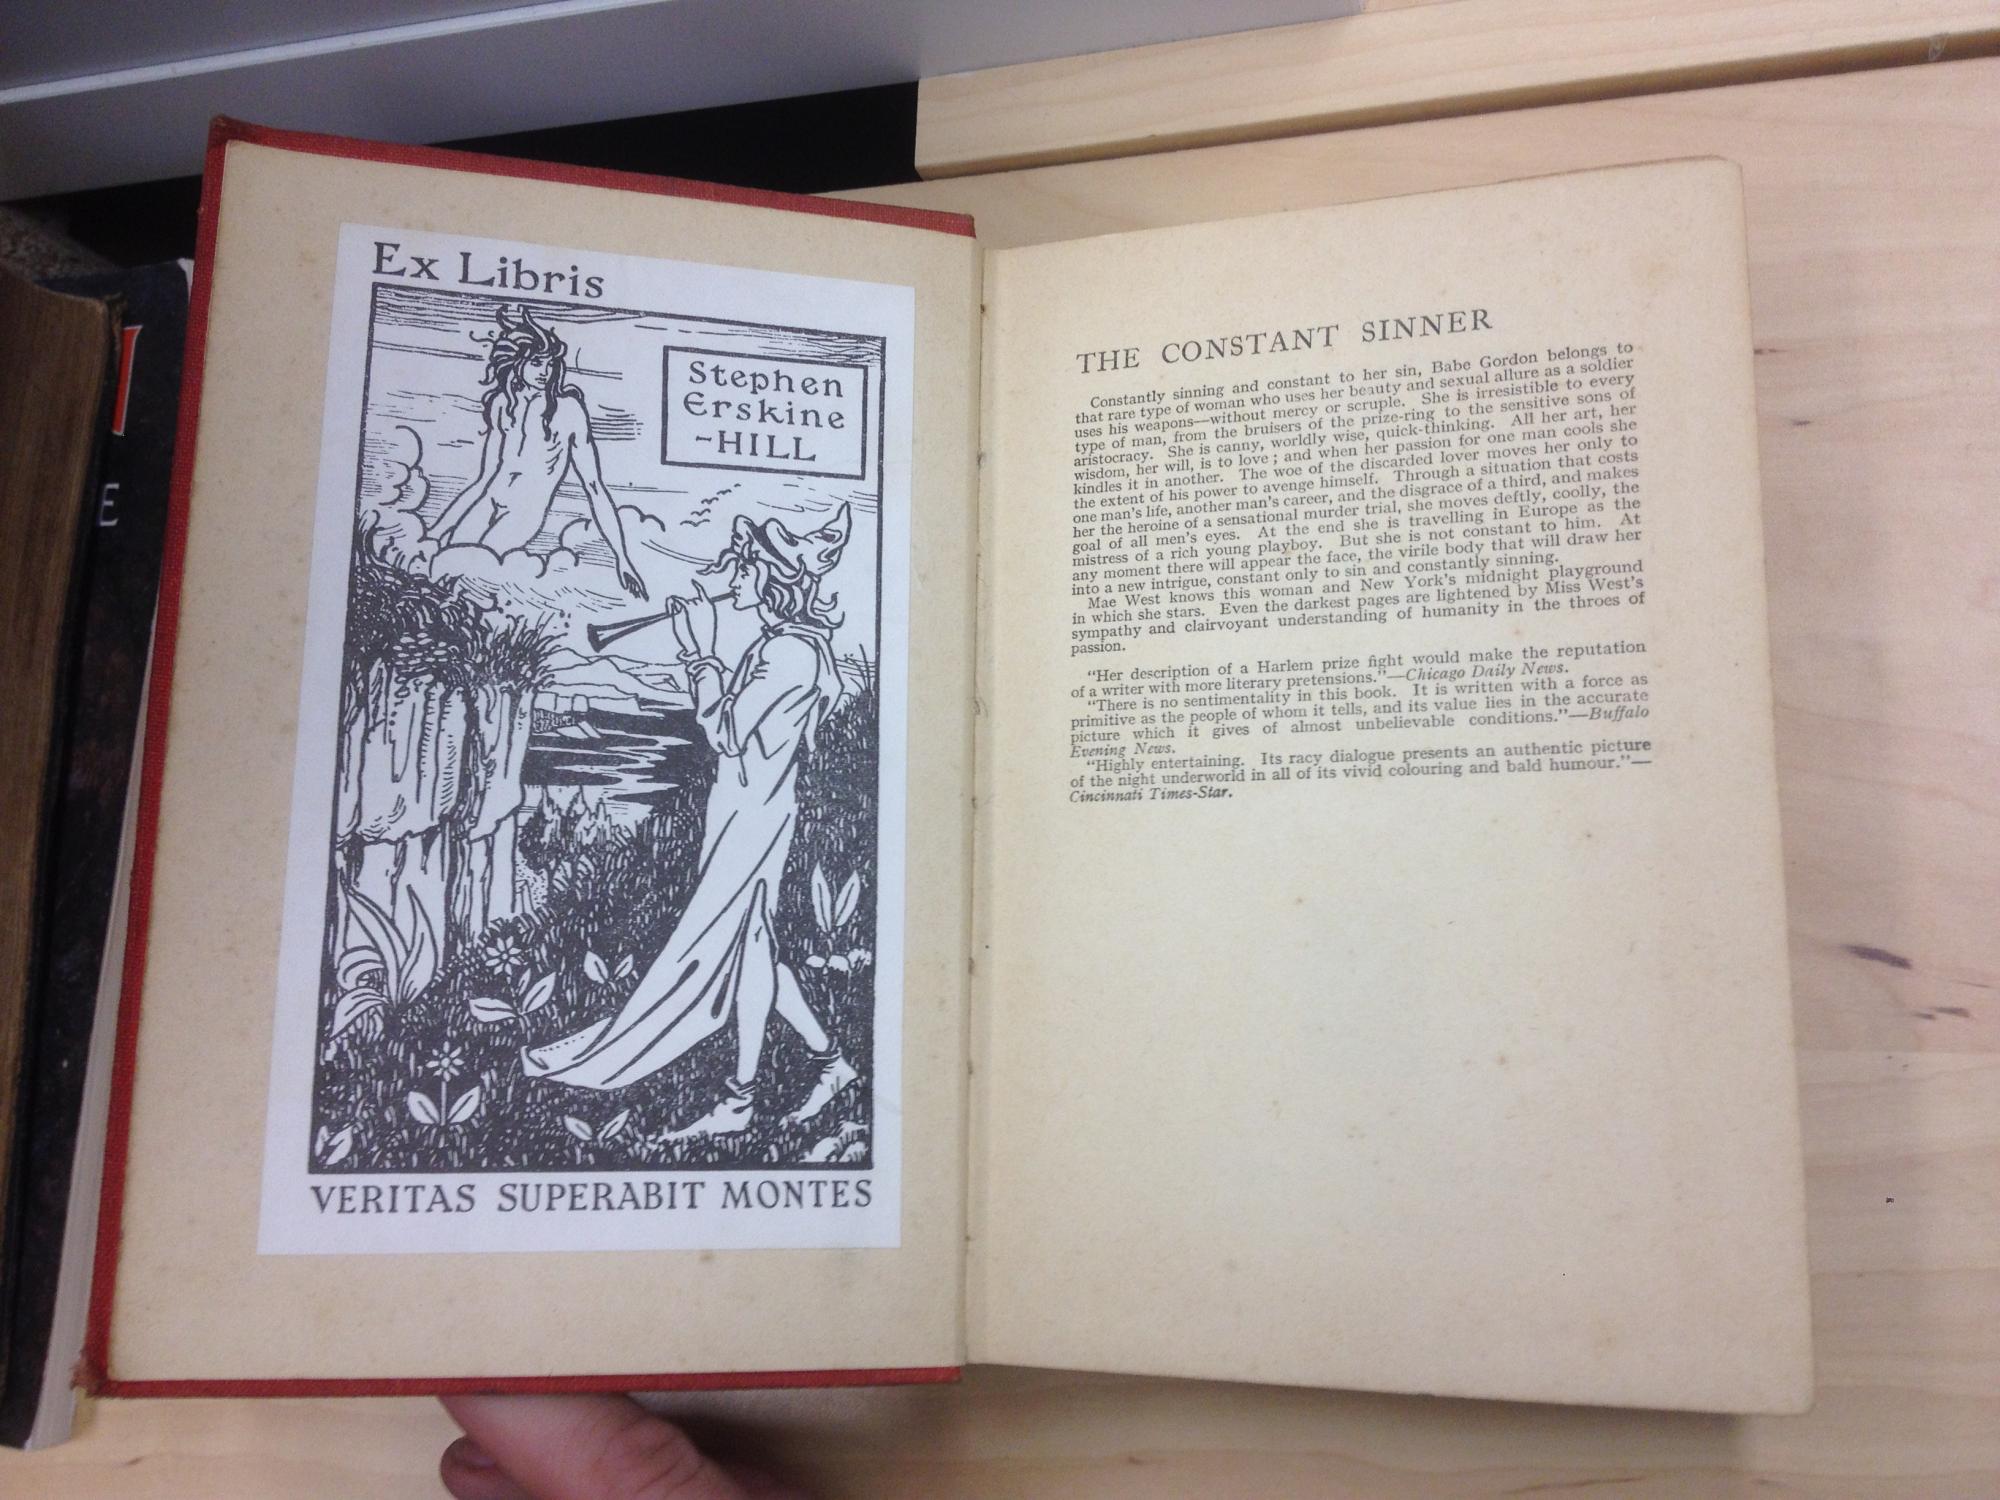 Ex Libris
Stephen
Erskine
-HILL
VERITAS SUPERABIT MONTES
E
THE CONSTANT SINNER
Constantly sinning and constant to her sin, Babe Gordon belongs to
that rare type of woman who uses her beauty and sexual allure as a soldier
uses his weapons—without mercy or scruple. She is irresistible to every
type of man, from the bruisers of the prize-ring to the sensitive sons of
aristocracy. She is canny, worldly wise, quick-thinking. All her art, her
wisdom, her will, is to love; and when her passion for one man cools she
kindles it in another. The woe of the discarded lover moves her only to
the extent of his power to avenge himself. Through a situation that costs
one man's life, another man's career, and the disgrace of a third, and makes
her the heroine of a sensational murder trial, she moves deftly, coolly, the
goal of all men's eyes. At the end she is travelling in Europe as the
mistress of a rich young playboy. But she is not constant to him. At
any moment there will appear the face, the virile body that will draw her
into a new intrigue, constant only to sin and constantly sinning.
Mae West knows this woman and New York's midnight playground
in which she stars. Even the darkest pages are lightened by Miss West's
sympathy and clairvoyant understanding of humanity in the throes of
passion.
"Her description of a Harlem prize fight would make the reputation
of a writer with more literary pretensions."—Chicago Daily News.
"There is no sentimentality in this book. It is written with a force as
primitive as the people of whom it tells, and its value lies in the accurate
picture which it gives of almost unbelievable conditions."—Buffalo
Evening News.
"Highly entertaining. Its racy dialogue presents an authentic picture
of the night underworld in all of its vivid colouring and bald humour."—
Cincinnati Times-Star.